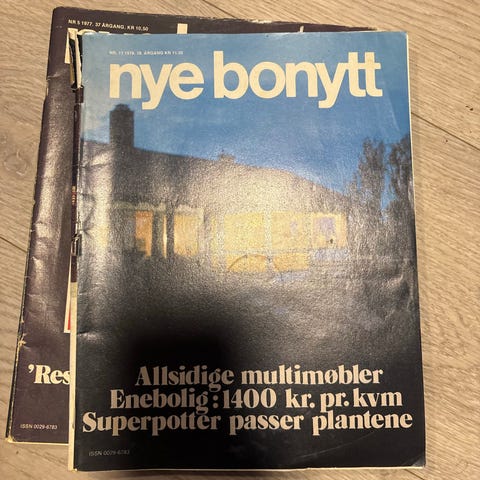 NR 5 1977. 37 ÅRGANG. KR 10,50
nye bonytt
Allsidige multimøbler
Enebolig: 1400 kr. pr. kvm
Superpotter passer plantene
ISSN 0029-6783
'Res
ISSN 0029-6783